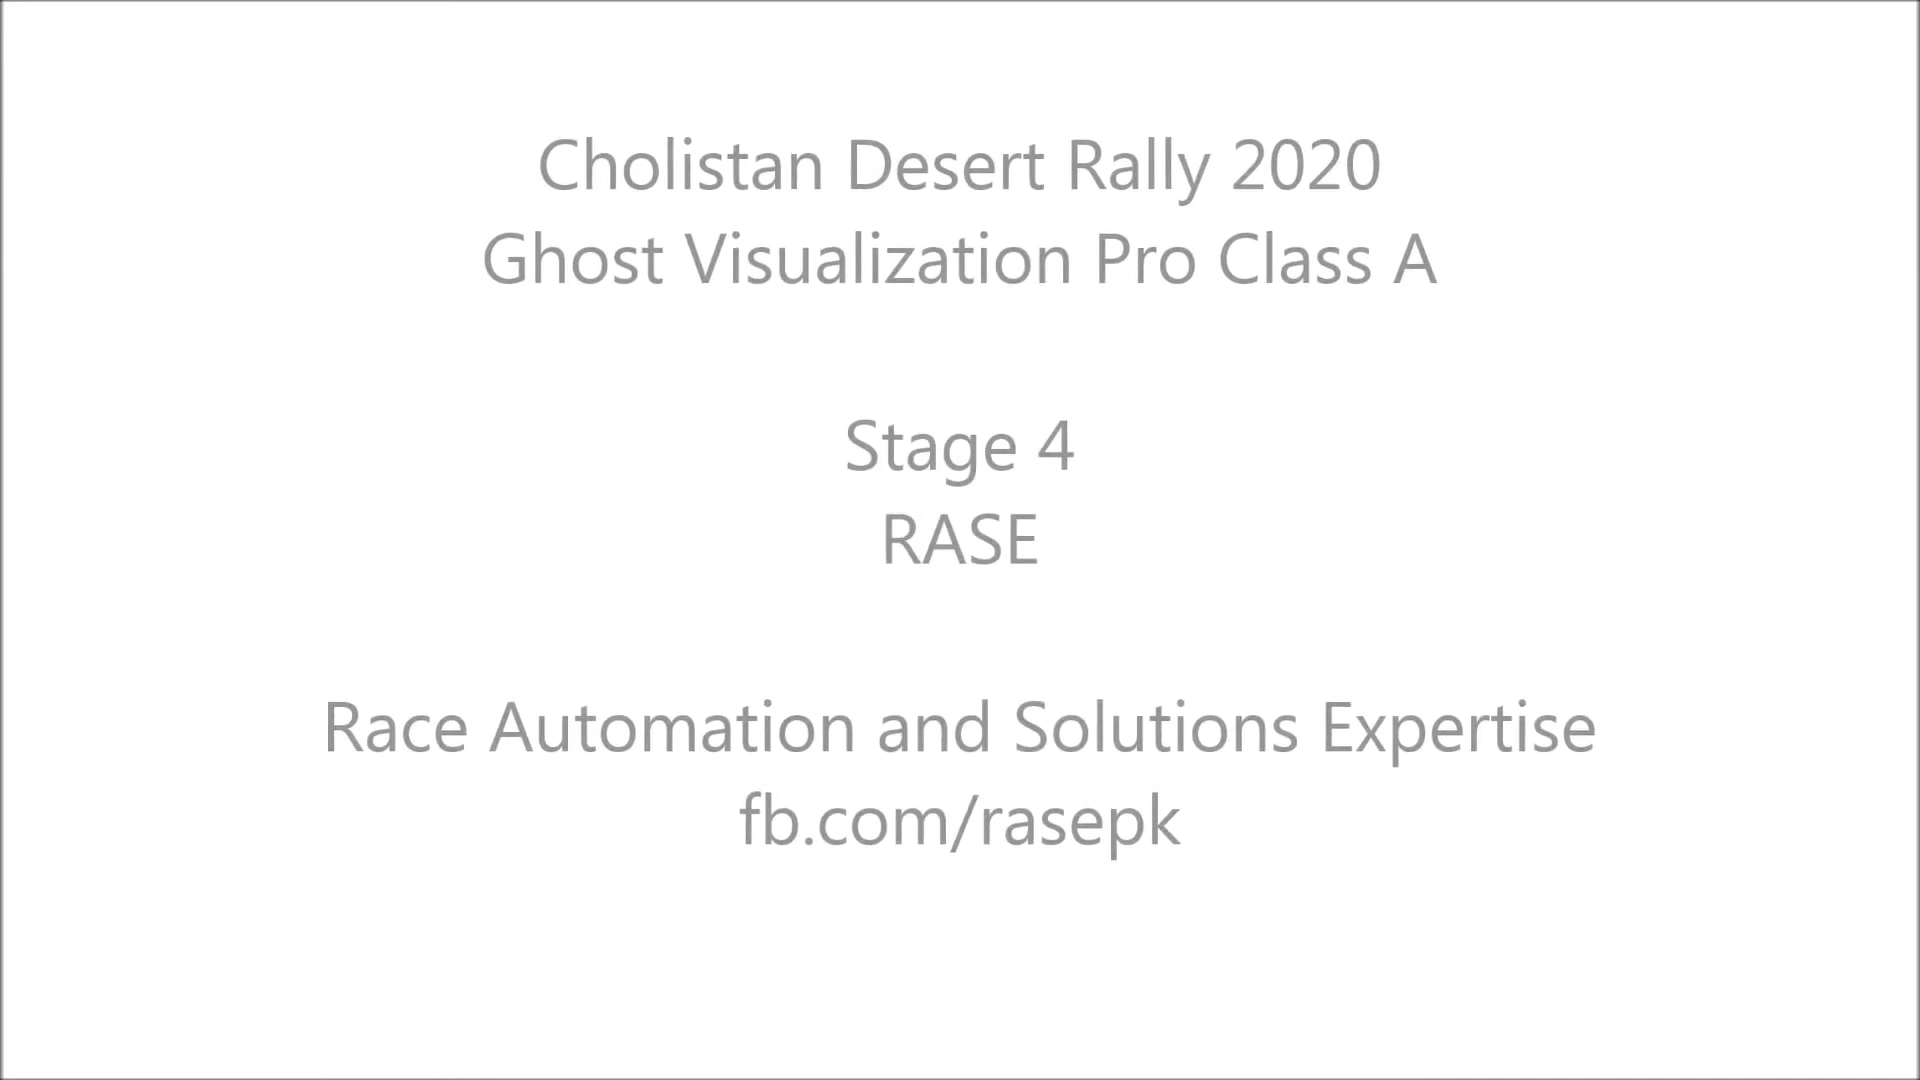 Cholistan Desert Rally 2020
Ghost Visualization Pro Class A
Stage 4
RASE
Race Automation and Solutions Expertise
fb.com/rasepk